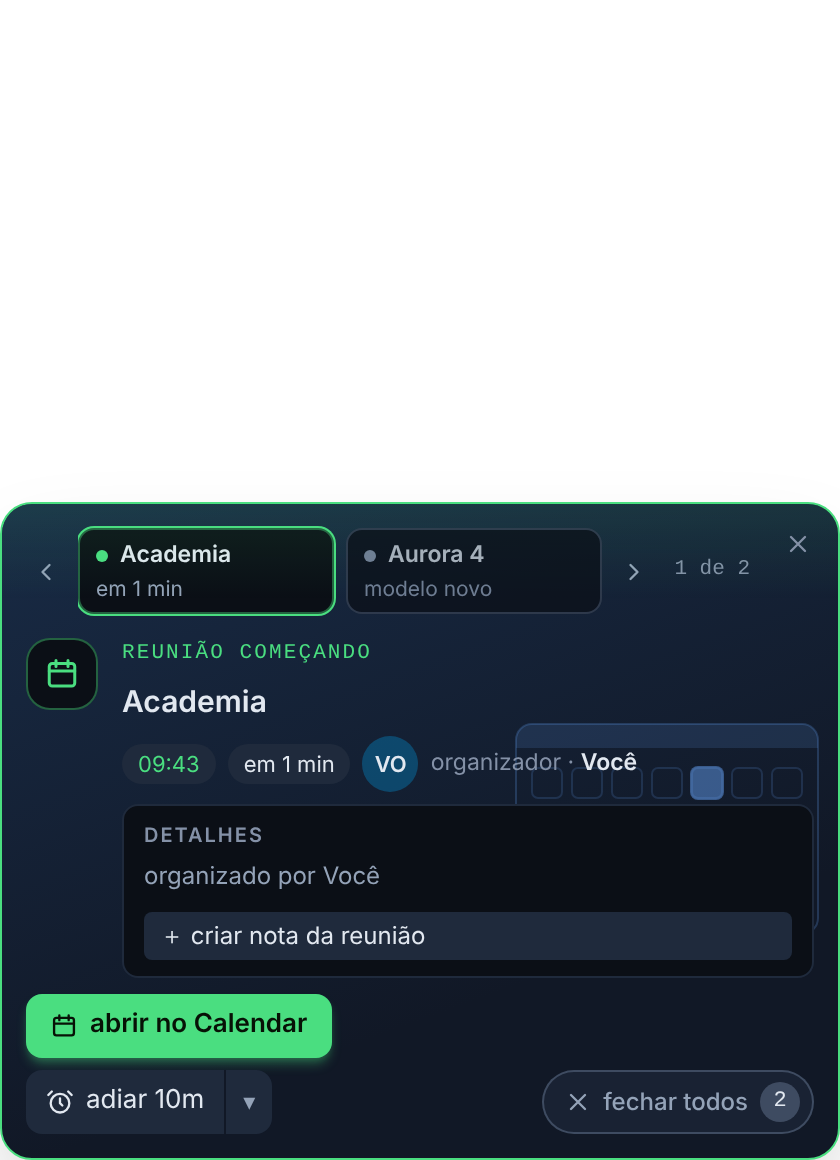 Academia
em 1 min
Aurora 4
modelo novo
1 de 2
REUNIÃO COMEÇANDO
Academia
09:43 em 1 min VO organizador · Você
DETALHES
organizado por Você
+ criar nota da reunião
abrir no Calendar
adiar 10m ▾
fechar todos 2